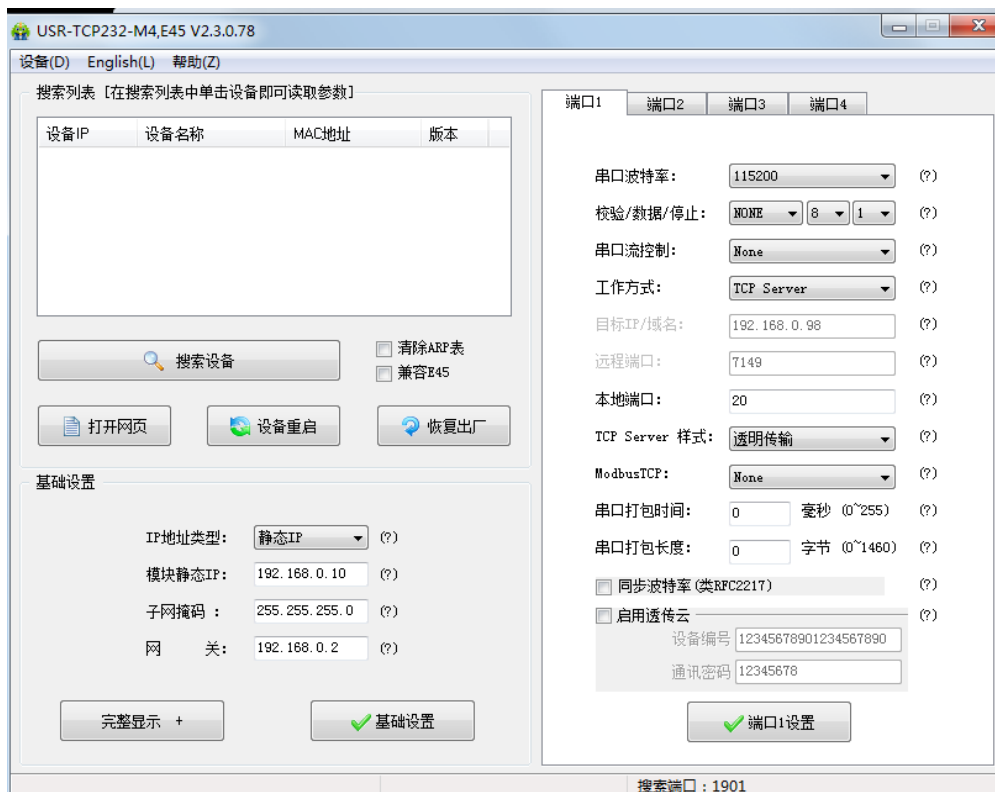 USR-TCP232-M4,E45 V2.3.0.78
设备(D) English(L) 帮助(Z)
搜索列表 [在搜索列表中单击设备即可读取参数]
设备IP 设备名称 MAC地址 版本
搜索设备
清除ARP表
兼容E45
打开网页 设备重启 恢复出厂
基础设置
IP地址类型: 静态IP (?)
模块静态IP: 192.168.0.10 (?)
子网掩码 : 255.255.255.0 (?)
网 关: 192.168.0.2 (?)
完整显示 + 基础设置
端口1 端口2 端口3 端口4
串口波特率: 115200 (?)
校验/数据/停止: NONE 8 1 (?)
串口流控制: None (?)
工作方式: TCP Server (?)
目标IP/域名: 192.168.0.98 (?)
远程端口: 7149 (?)
本地端口: 20 (?)
TCP Server 样式: 透明传输 (?)
ModbusTCP: None (?)
串口打包时间: 0 毫秒 (0~255) (?)
串口打包长度: 0 字节 (0~1460) (?)
同步波特率(类RFC2217) (?)
启用透传云 (?)
设备编号 12345678901234567890
通讯密码 12345678
端口1设置
搜索端口：1901